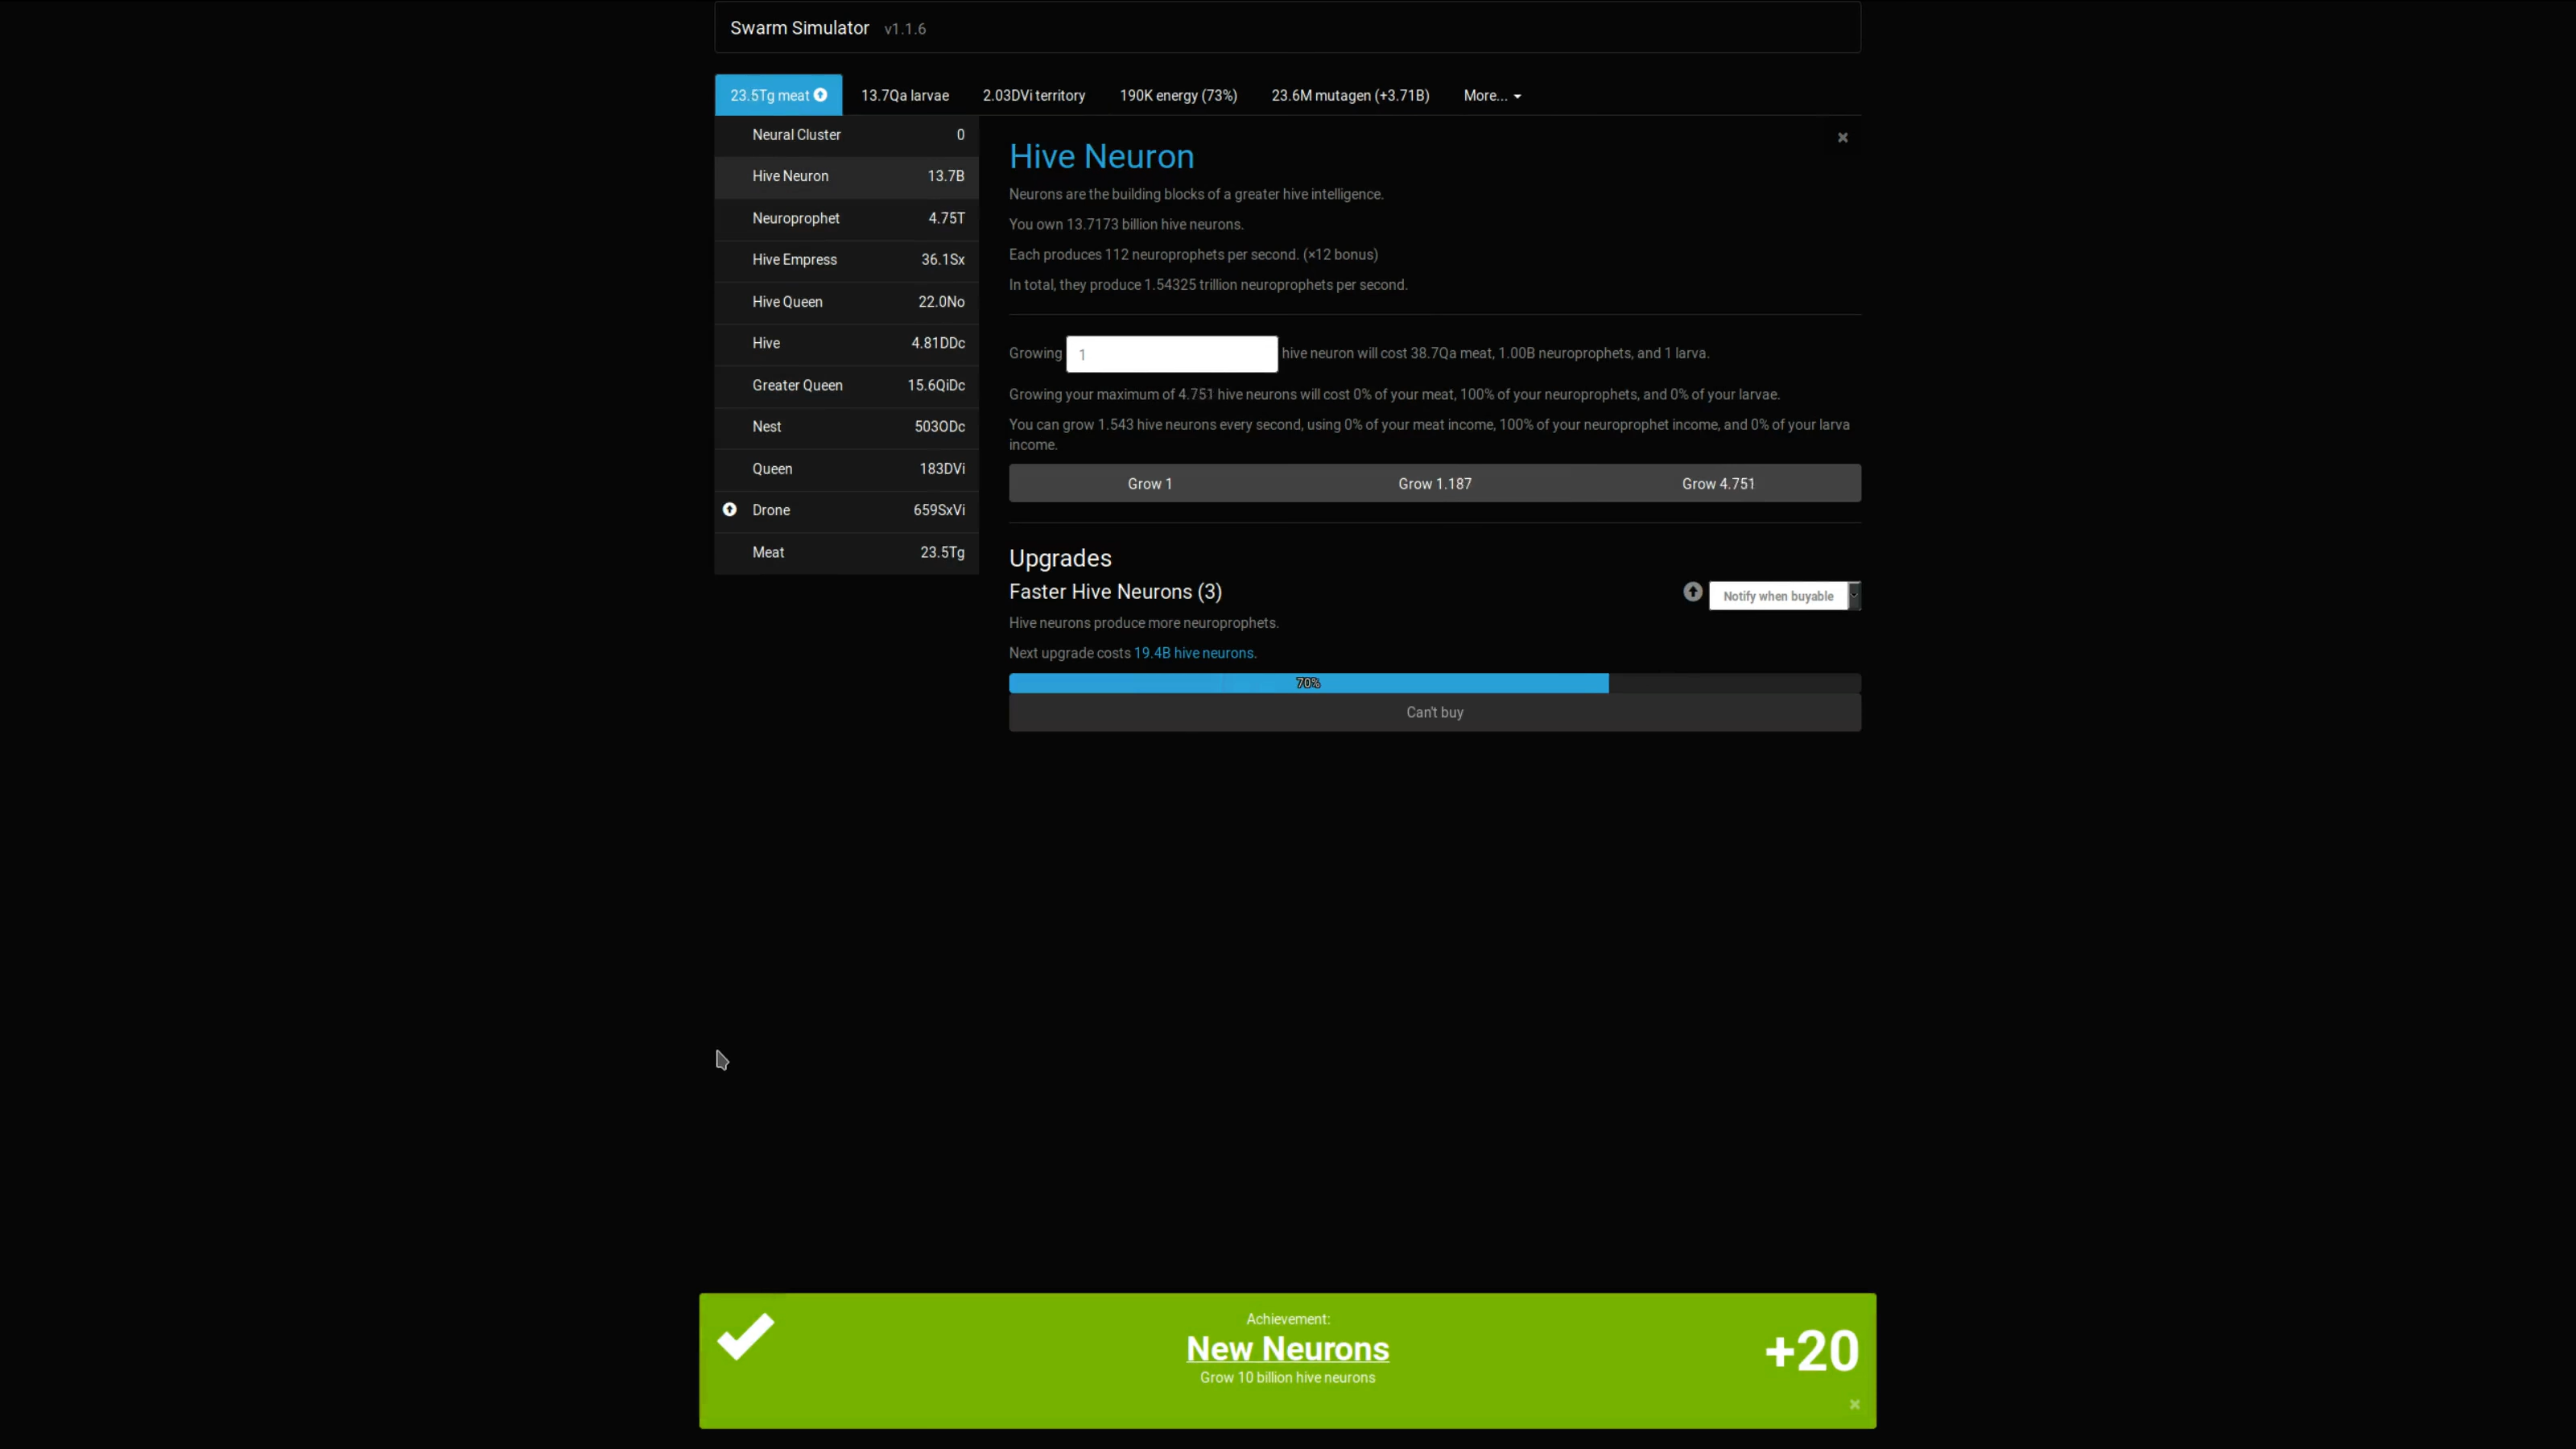 Swarm Simulator v1.1.6
23.5Tg meat 13.7Qa larvae 2.03DVi territory 190K energy (73%) 23.6M mutagen (+3.71B) More...
Neural Cluster 0
Hive Neuron 13.7B
Neuroprophet 4.75T
Hive Empress 36.1Sx
Hive Queen 22.0No
Hive 4.81DDc
Greater Queen 15.6QiDc
Nest 503ODc
Queen 183DVi
Drone 659SxVi
Meat 23.5Tg
Hive Neuron
Neurons are the building blocks of a greater hive intelligence.
You own 13.7173 billion hive neurons.
Each produces 112 neuroprophets per second. (×12 bonus)
In total, they produce 1.54325 trillion neuroprophets per second.
Growing 1 hive neuron will cost 38.7Qa meat, 1.00B neuroprophets, and 1 larva.
Growing your maximum of 4.751 hive neurons will cost 0% of your meat, 100% of your neuroprophets, and 0% of your larvae.
You can grow 1.543 hive neurons every second, using 0% of your meat income, 100% of your neuroprophet income, and 0% of your larva
income.
Grow 1 Grow 1.187 Grow 4.751
Upgrades
Faster Hive Neurons (3) Notify when buyable
Hive neurons produce more neuroprophets.
Next upgrade costs 19.4B hive neurons.
70%
Can't buy
Achievement:
New Neurons
Grow 10 billion hive neurons
+20